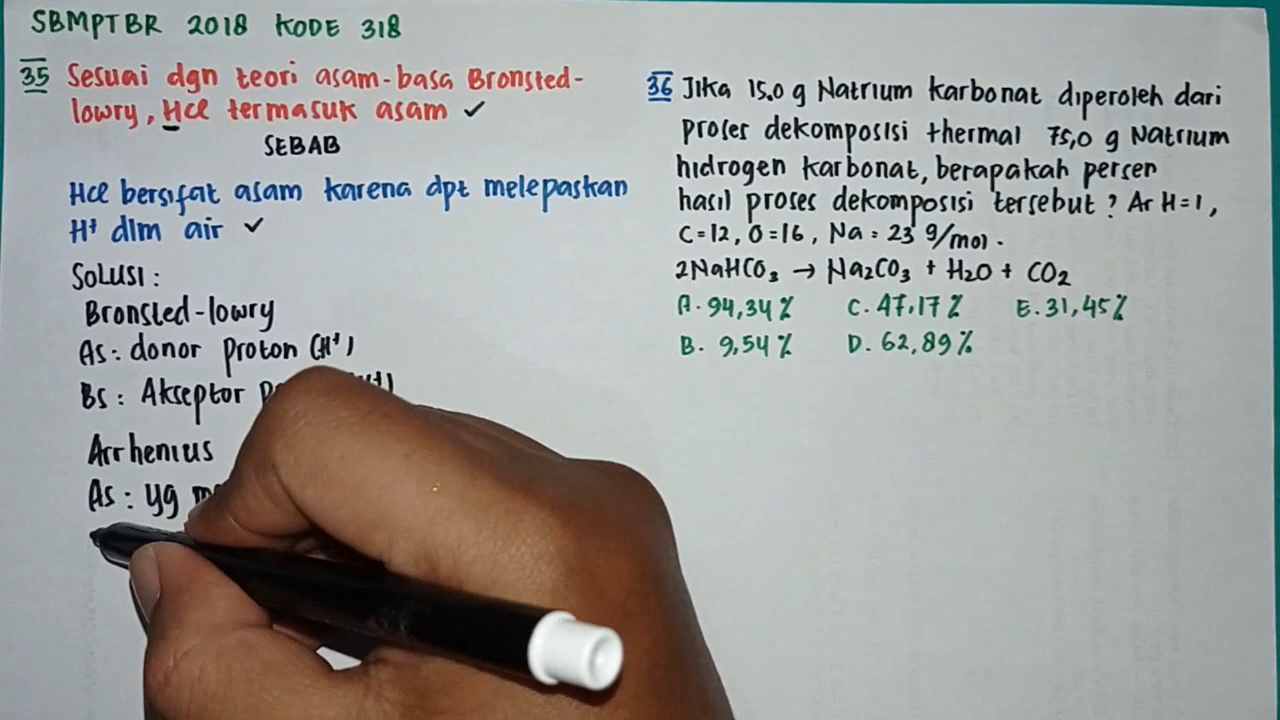 SBMPTBR 2018 KODE 318
35 Sesuai dgn teori asam-basa Bronsted-
lowry, HCl termasuk asam ✓
SEBAB
HCl bersifat asam karena dpt melepaskan
H⁺ dlm air ✓
Solusi:
Bronsted-lowry
As: donor proton (H⁺)
Bs: Akseptor
Arrhenius
As: yg
36 Jika 15.0 g Natrium karbonat diperoleh dari
proses dekomposisi thermal 75,0 g Natrium
hidrogen karbonat, berapakah persen
hasil proses dekomposisi tersebut? Ar H=1,
C=12, O=16, Na = 23 g/mol.
2NaHCO₃ → Na₂CO₃ + H₂O + CO₂
A. 94,34% C. 47,17% E. 31,45%
B. 9,54% D. 62,89%